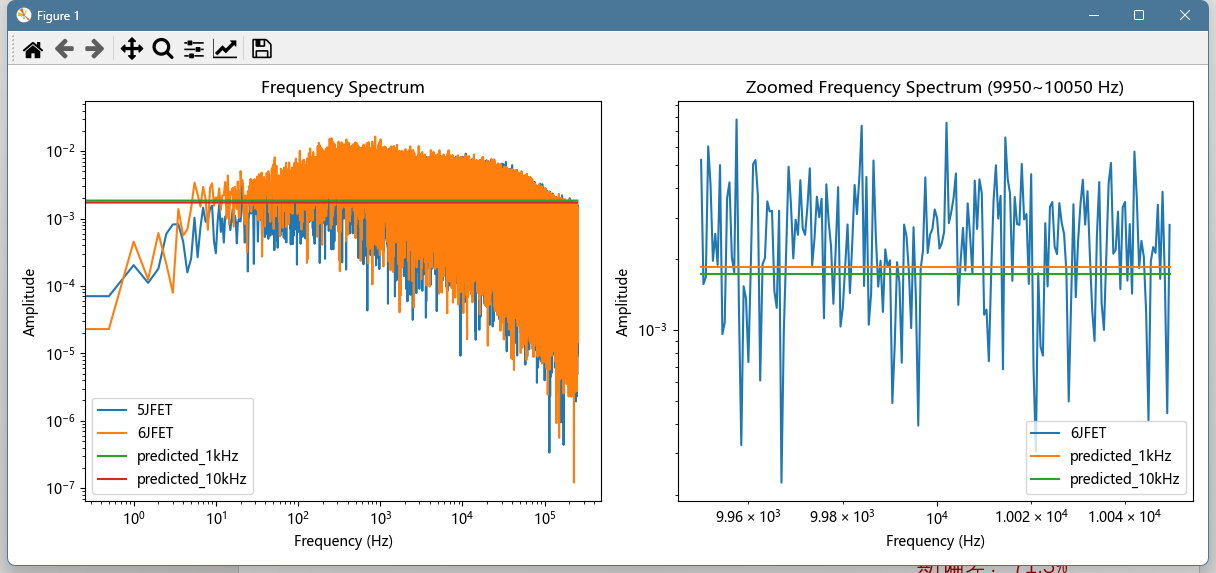 Figure 1
Frequency Spectrum
Amplitude
10⁻²
10⁻³
10⁻⁴
10⁻⁵
10⁻⁶
10⁻⁷
5JFET
6JFET
predicted_1kHz
predicted_10kHz
10⁰
10¹
10²
10³
10⁴
10⁵
Frequency (Hz)
Zoomed Frequency Spectrum (9950~10050 Hz)
Amplitude
10⁻³
6JFET
predicted_1kHz
predicted_10kHz
9.96 × 10³
9.98 × 10³
10⁴
1.002 × 10⁴
1.004 × 10⁴
Frequency (Hz)